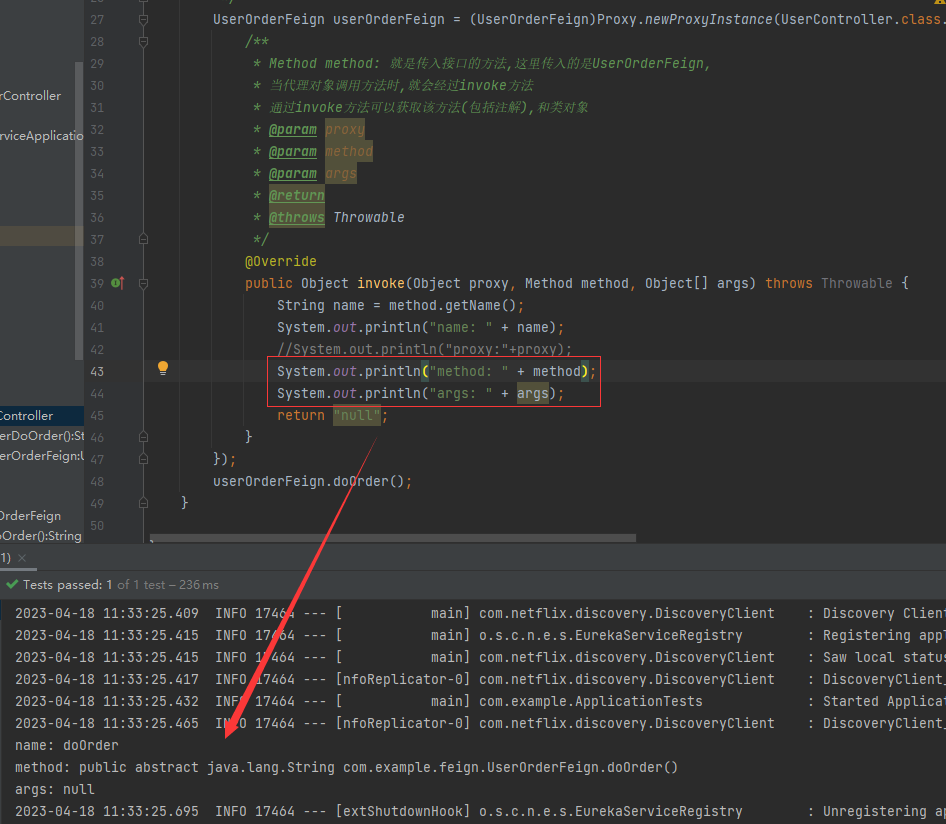 27 UserOrderFeign userOrderFeign = (UserOrderFeign)Proxy.newProxyInstance(UserController.class.
28 /**
29 * Method method: 就是传入接口的方法,这里传入的是UserOrderFeign,
30 * 当代理对象调用方法时,就会经过invoke方法
31 * 通过invoke方法可以获取该方法(包括注解),和类对象
32 * @param proxy
33 * @param method
34 * @param args
35 * @return
36 * @throws Throwable
37 */
38 @Override
39 public Object invoke(Object proxy, Method method, Object[] args) throws Throwable {
40 String name = method.getName();
41 System.out.println("name: " + name);
42 //System.out.println("proxy:"+proxy);
43 System.out.println("method: " + method);
44 System.out.println("args: " + args);
45 return "null";
46 }
47 });
48 userOrderFeign.doOrder();
49 }
50
rController
rviceApplicatio
Controller
erDoOrder():St
erOrderFeign:U
OrderFeign
oOrder():String
1) ×
Tests passed: 1 of 1 test – 236 ms
2023-04-18 11:33:25.409 INFO 17464 --- [ main] com.netflix.discovery.DiscoveryClient : Discovery Client
2023-04-18 11:33:25.415 INFO 17464 --- [ main] o.s.c.n.e.s.EurekaServiceRegistry : Registering appl
2023-04-18 11:33:25.415 INFO 17464 --- [ main] com.netflix.discovery.DiscoveryClient : Saw local status
2023-04-18 11:33:25.417 INFO 17464 --- [nfoReplicator-0] com.netflix.discovery.DiscoveryClient : DiscoveryClient_
2023-04-18 11:33:25.432 INFO 17464 --- [ main] com.example.ApplicationTests : Started Applicat
2023-04-18 11:33:25.465 INFO 17464 --- [nfoReplicator-0] com.netflix.discovery.DiscoveryClient : DiscoveryClient_
name: doOrder
method: public abstract java.lang.String com.example.feign.UserOrderFeign.doOrder()
args: null
2023-04-18 11:33:25.695 INFO 17464 --- [extShutdownHook] o.s.c.n.e.s.EurekaServiceRegistry : Unregistering ap